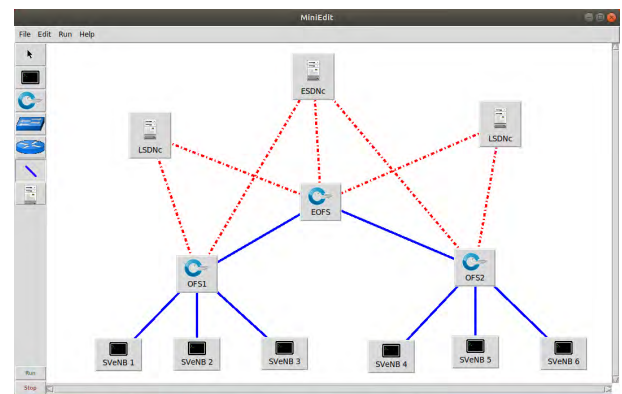 MiniEdit
File Edit Run Help
ESDNc
LSDNc
LSDNc
EOFS
OFS1
OFS2
SVeNB 1
SVeNB 2
SVeNB 3
SVeNB 4
SVeNB 5
SVeNB 6
Run
Stop